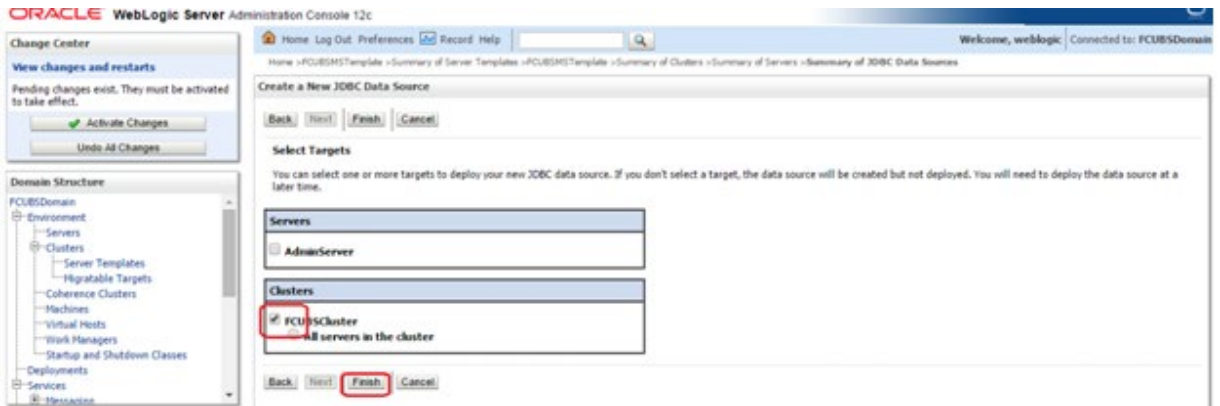 ORACLE WebLogic Server Administration Console 12c
Change Center
View changes and restarts
Pending changes exist. They must be activated
to take effect.
Activate Changes
Undo All Changes
Domain Structure
FCUBSDomain
Environment
Servers
Clusters
Server Templates
Migratable Targets
Coherence Clusters
Machines
Virtual Hosts
Work Managers
Startup and Shutdown Classes
Deployments
Services
Messaging
Home Log Out Preferences Record Help
Welcome, weblogic Connected to: FCUBSDomain
Home >FCUBSMSTemplate >Summary of Server Templates >FCUBSMSTemplate >Summary of Clusters >Summary of Servers >Summary of JDBC Data Sources
Create a New JDBC Data Source
Back Next Finish Cancel
Select Targets
You can select one or more targets to deploy your new JDBC data source. If you don't select a target, the data source will be created but not deployed. You will need to deploy the data source at a
later time.
Servers
AdminServer
Clusters
FCUBSCluster
All servers in the cluster
Back Next Finish Cancel